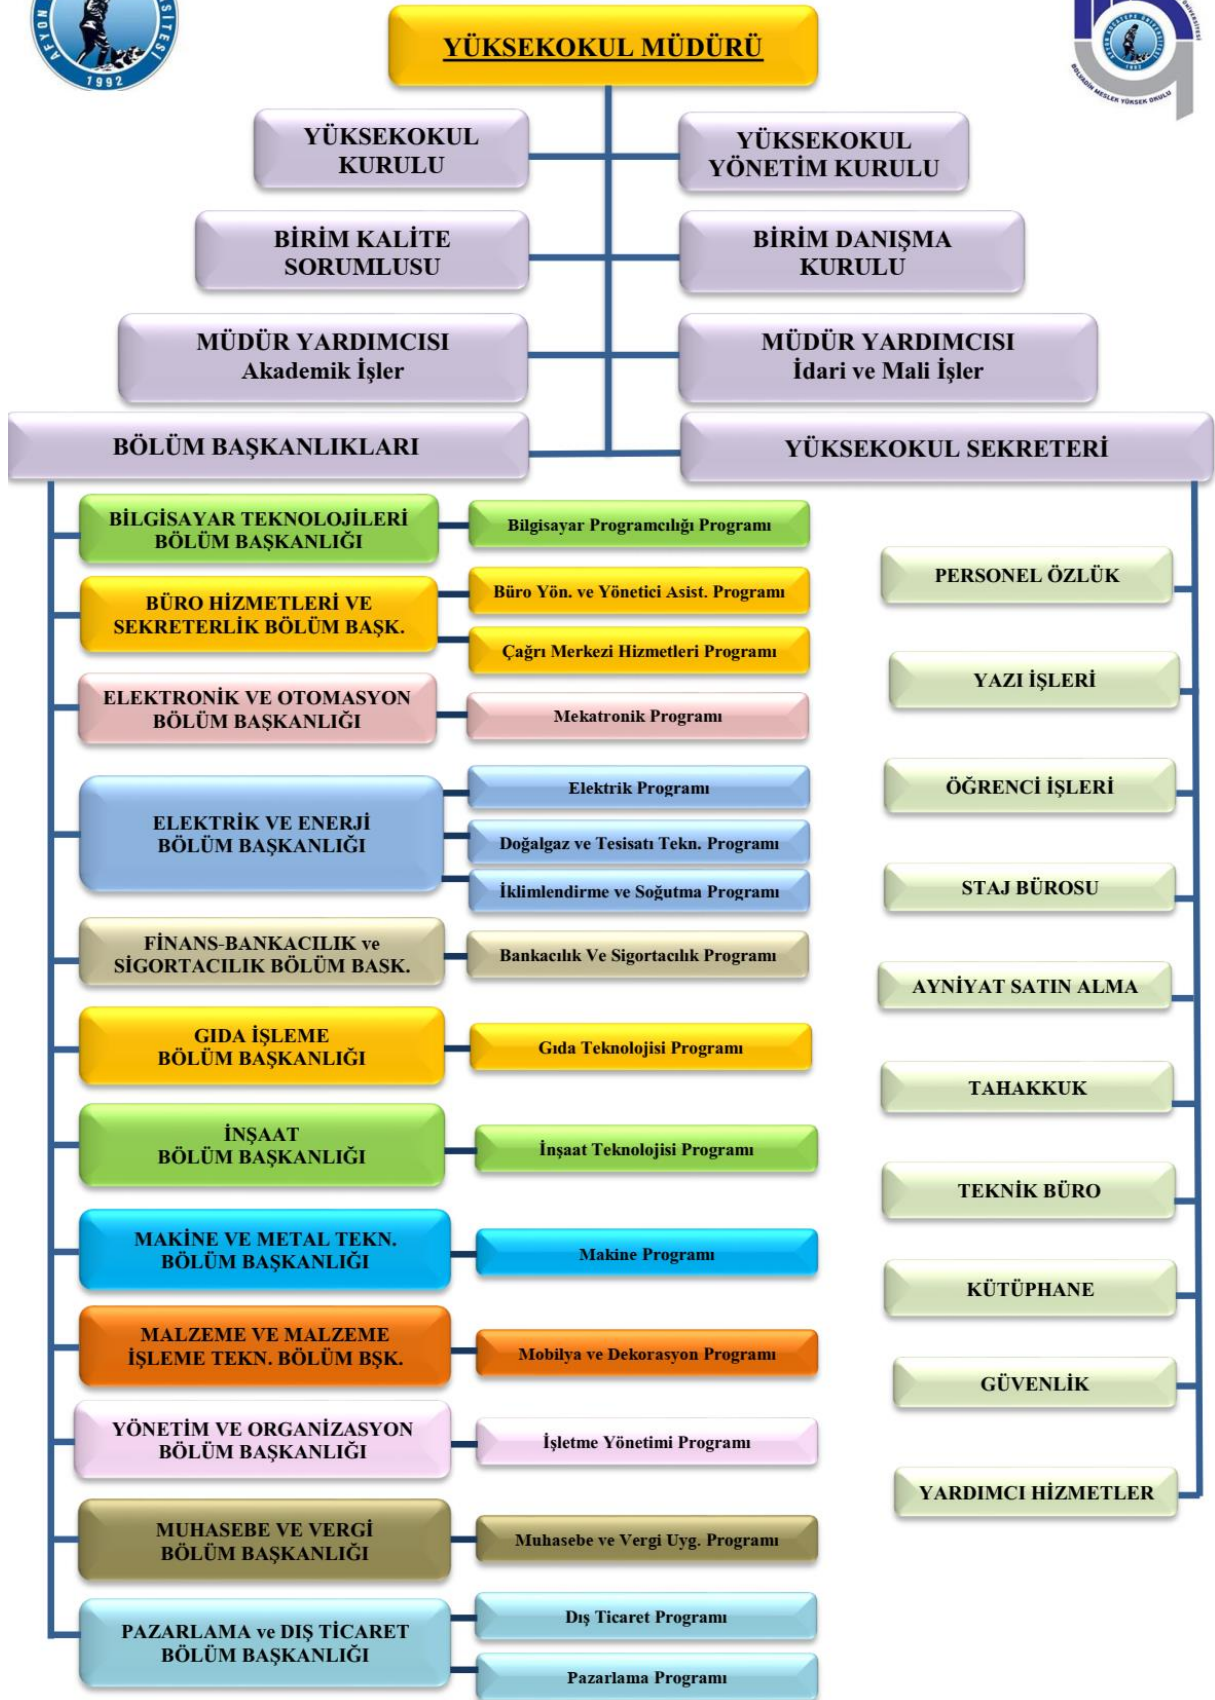 AFYON
SİTESİ
1992
ÜNİVERSİTESİ
BOLVADİN MESLEK YÜKSEK OKULU
YÜKSEKOKUL MÜDÜRÜ
YÜKSEKOKUL
KURULU
YÜKSEKOKUL
YÖNETİM KURULU
BİRİM KALİTE
SORUMLUSU
BİRİM DANIŞMA
KURULU
MÜDÜR YARDIMCISI
Akademik İşler
MÜDÜR YARDIMCISI
İdari ve Mali İşler
BÖLÜM BAŞKANLIKLARI
YÜKSEKOKUL SEKRETERİ
BİLGİSAYAR TEKNOLOJİLERİ
BÖLÜM BAŞKANLIĞI
Bilgisayar Programcılığı Programı
BÜRO HİZMETLERİ VE
SEKRETERLİK BÖLÜM BAŞK.
Büro Yön. ve Yönetici Asist. Programı
Çağrı Merkezi Hizmetleri Programı
ELEKTRONİK VE OTOMASYON
BÖLÜM BAŞKANLIĞI
Mekatronik Programı
ELEKTRİK VE ENERJİ
BÖLÜM BAŞKANLIĞI
Elektrik Programı
Doğalgaz ve Tesisatı Tekn. Programı
İklimlendirme ve Soğutma Programı
FİNANS-BANKACILIK ve
SİGORTACILIK BÖLÜM BASK.
Bankacılık Ve Sigortacılık Programı
GIDA İŞLEME
BÖLÜM BAŞKANLIĞI
Gıda Teknolojisi Programı
İNŞAAT
BÖLÜM BAŞKANLIĞI
İnşaat Teknolojisi Programı
MAKİNE VE METAL TEKN.
BÖLÜM BAŞKANLIĞI
Makine Programı
MALZEME VE MALZEME
İŞLEME TEKN. BÖLÜM BŞK.
Mobilya ve Dekorasyon Programı
YÖNETİM VE ORGANİZASYON
BÖLÜM BAŞKANLIĞI
İşletme Yönetimi Programı
MUHASEBE VE VERGİ
BÖLÜM BAŞKANLIĞI
Muhasebe ve Vergi Uyg. Programı
PAZARLAMA ve DIŞ TİCARET
BÖLÜM BAŞKANLIĞI
Dış Ticaret Programı
Pazarlama Programı
PERSONEL ÖZLÜK
YAZI İŞLERİ
ÖĞRENCİ İŞLERİ
STAJ BÜROSU
AYNİYAT SATIN ALMA
TAHAKKUK
TEKNİK BÜRO
KÜTÜPHANE
GÜVENLİK
YARDIMCI HİZMETLER